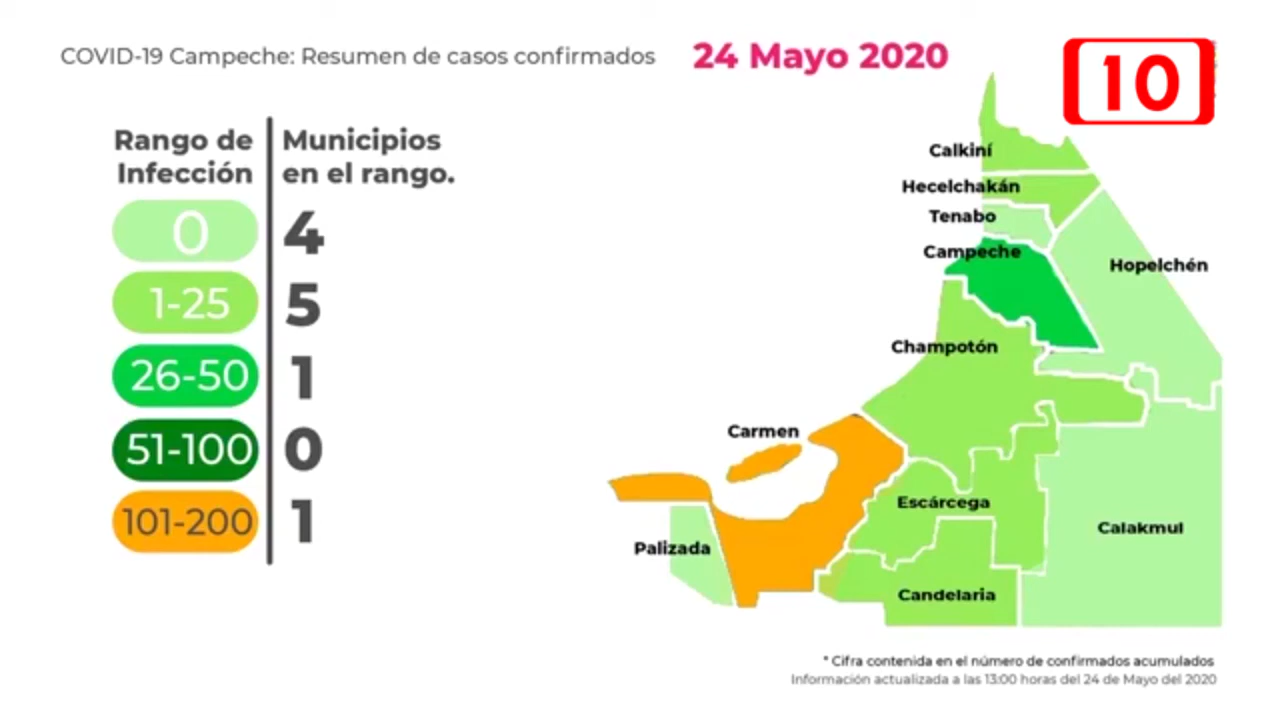 COVID-19 Campeche: Resumen de casos confirmados
24 Mayo 2020
10
Rango de
Infección
Municipios
en el rango.
0
4
1-25
5
26-50
1
51-100
0
101-200
1
Calkiní
Hecelchakán
Tenabo
Campeche
Hopelchén
Champotón
Carmen
Escárcega
Calakmul
Palizada
Candelaria
* Cifra contenida en el número de confirmados acumulados
Información actualizada a las 13:00 horas del 24 de Mayo del 2020